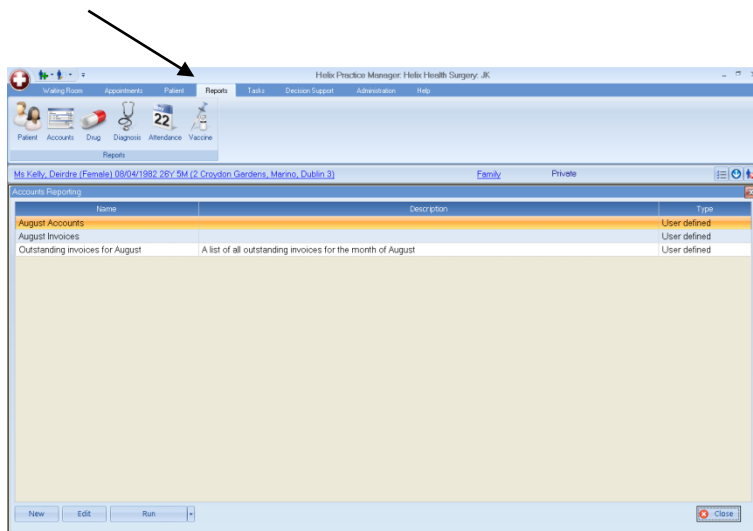 Helix Practice Manager: Helix Health Surgery: JK
Waiting Room Appointments Patient Reports Tasks Decision Support Administration Help
22
Patient Accounts Drug Diagnosis Attendance Vaccine
Reports
Ms Kelly, Deirdre (Female) 08/04/1982 26Y 5M (2 Croydon Gardens, Marino, Dublin 3) Family Private
Accounts Reporting
Name Description Type
August Accounts User defined
August Invoices User defined
Outstanding invoices for August A list of all outstanding invoices for the month of August User defined
New Edit Run Close